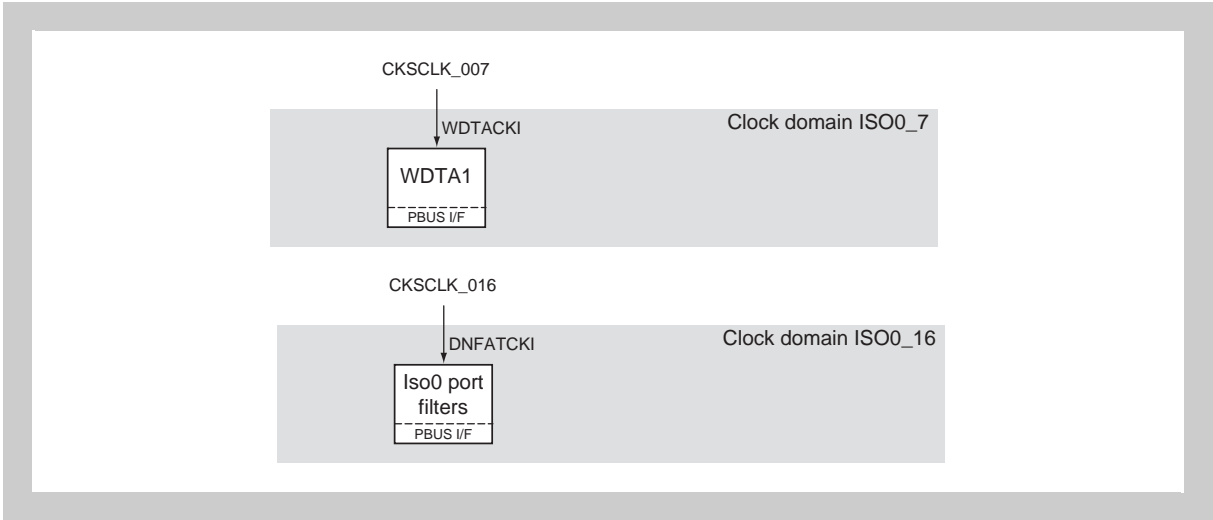 CKSCLK_007
Clock domain ISO0_7
WDTACKI
WDTA1
PBUS I/F
CKSCLK_016
Clock domain ISO0_16
DNFATCKI
Iso0 port
filters
PBUS I/F